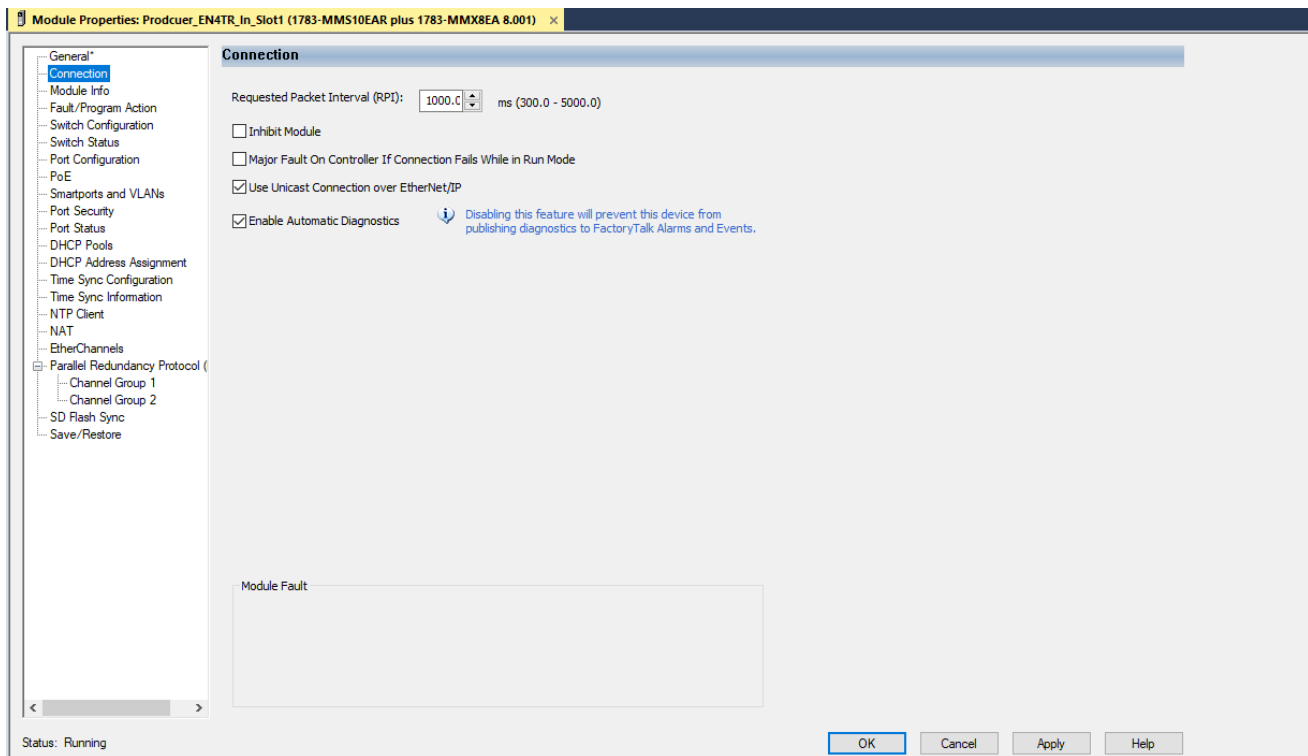 Module Properties: Prodcuer_EN4TR_In_Slot1 (1783-MMS10EAR plus 1783-MMX8EA 8.001) ×
General*
Connection
Module Info
Fault/Program Action
Switch Configuration
Switch Status
Port Configuration
PoE
Smartports and VLANs
Port Security
Port Status
DHCP Pools
DHCP Address Assignment
Time Sync Configuration
Time Sync Information
NTP Client
NAT
EtherChannels
Parallel Redundancy Protocol (
Channel Group 1
Channel Group 2
SD Flash Sync
Save/Restore
Connection
Requested Packet Interval (RPI): 1000.0 ms (300.0 - 5000.0)
Inhibit Module
Major Fault On Controller If Connection Fails While in Run Mode
Use Unicast Connection over EtherNet/IP
Enable Automatic Diagnostics
Disabling this feature will prevent this device from
publishing diagnostics to FactoryTalk Alarms and Events.
Module Fault
Status: Running
OK Cancel Apply Help